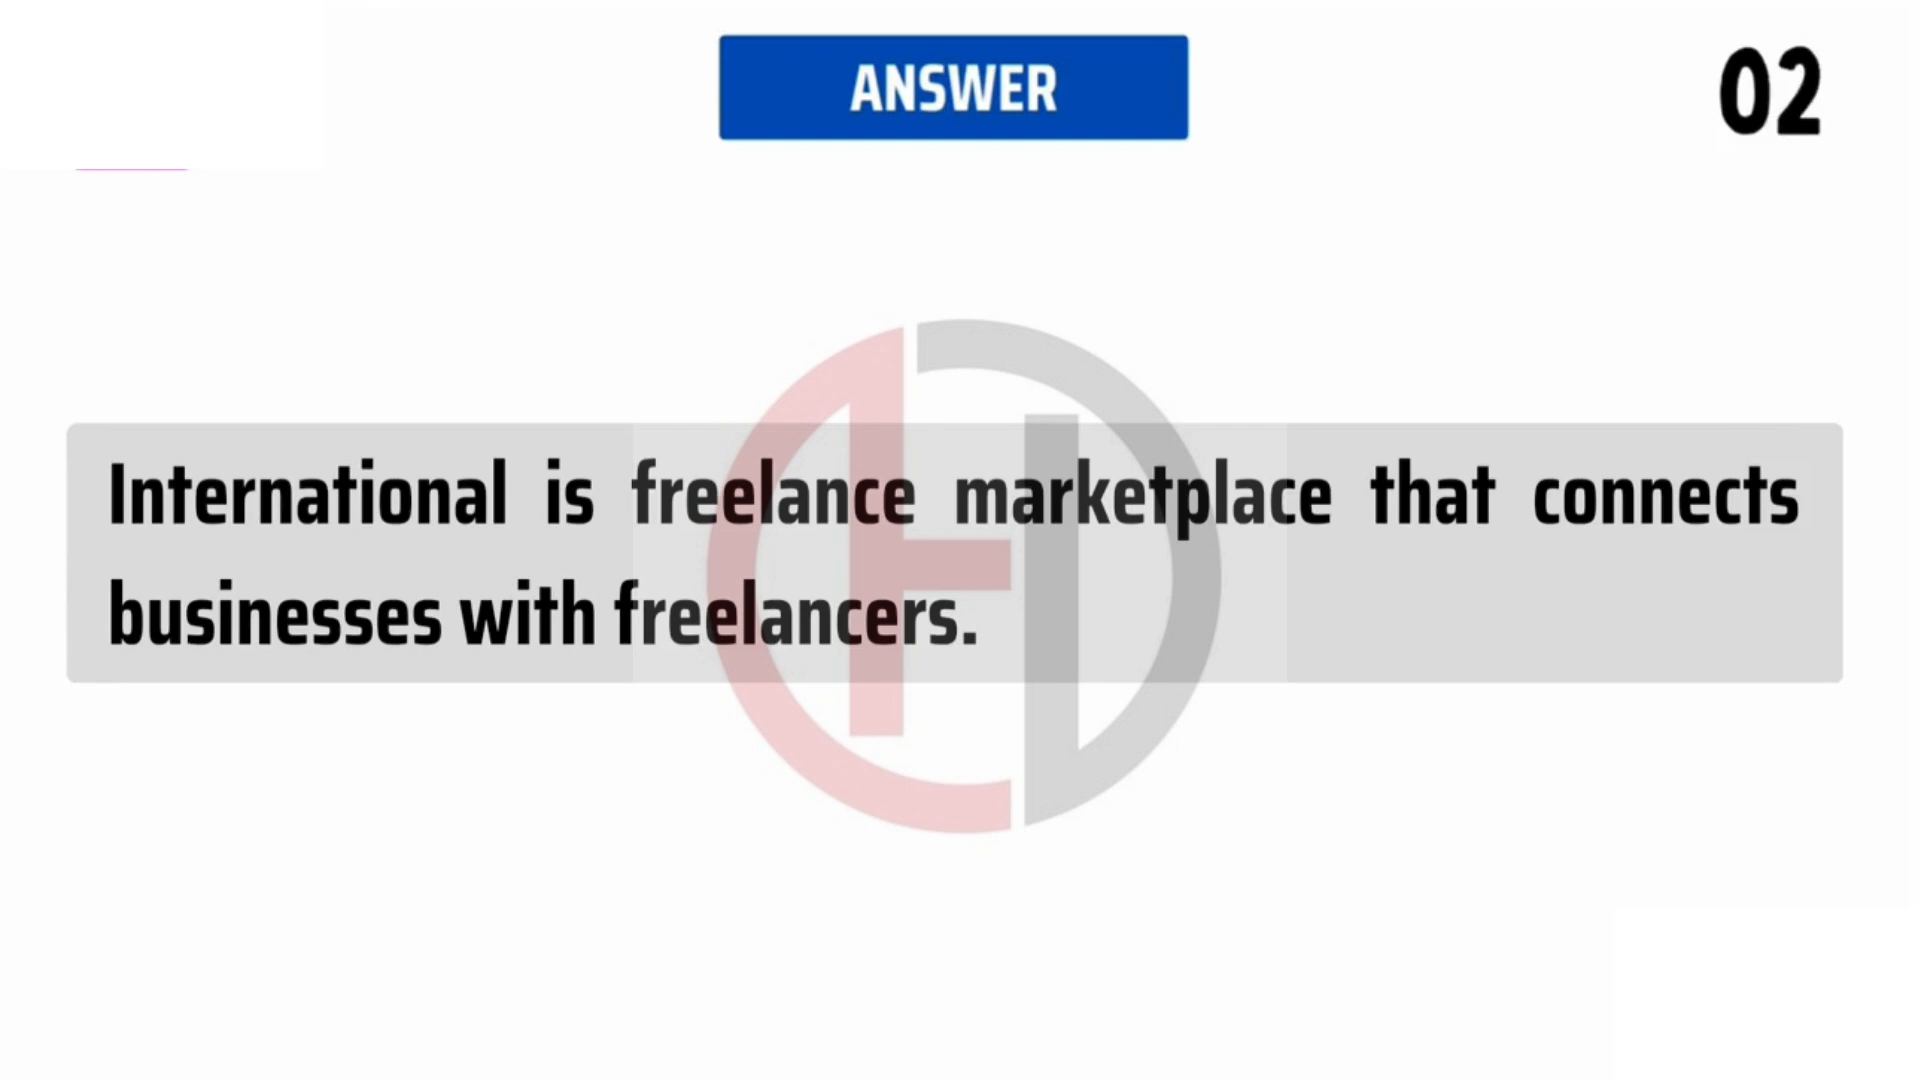 ANSWER
02
International is freelance marketplace that connects
businesses with freelancers.